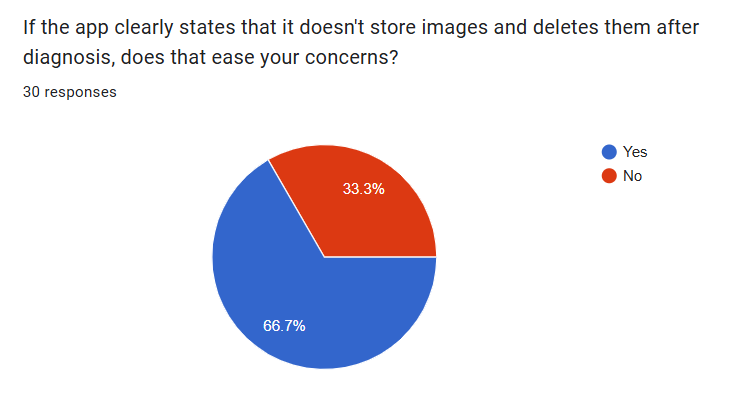 If the app clearly states that it doesn't store images and deletes them after
diagnosis, does that ease your concerns?
30 responses
Yes
No
33.3%
66.7%